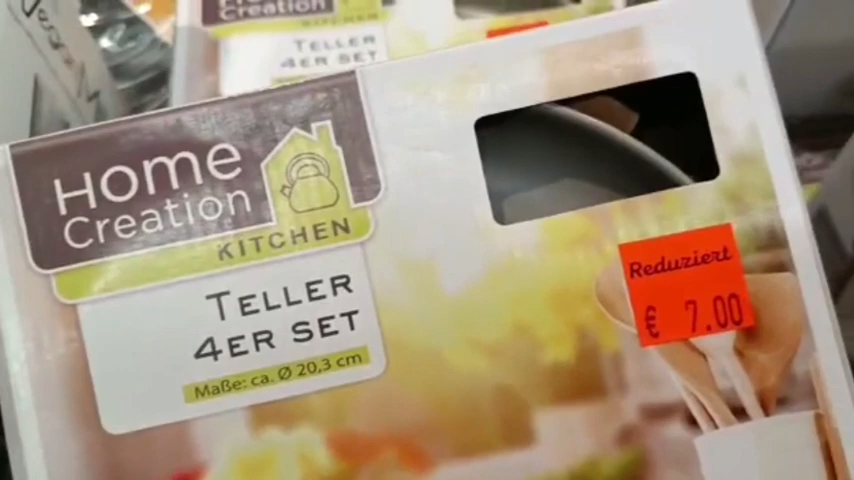 Creation
KITCHEN
TELLER
4ER SET
Home
Creation
KITCHEN
TELLER
4ER SET
Maße: ca. Ø 20,3 cm
Reduziert
€ 7.00